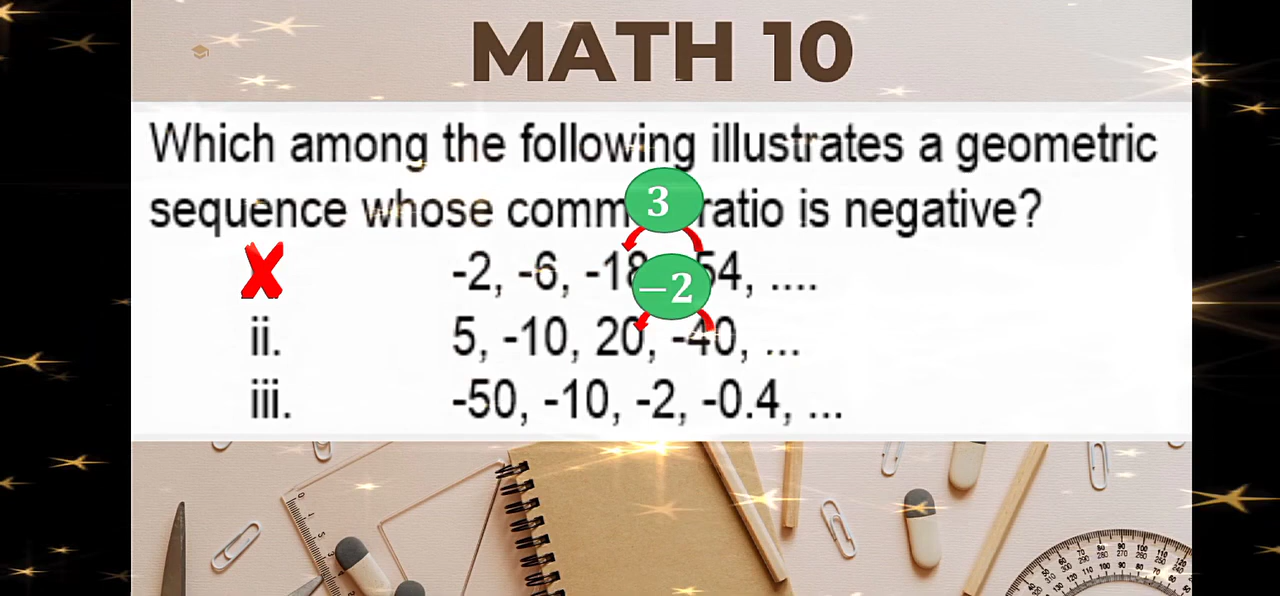 MATH 10
Which among the following illustrates a geometric
sequence whose comm ratio is negative?
3
-2, -6, -18 54, ....
−2
ii. 5, -10, 20, -40, ...
iii. -50, -10, -2, -0.4, ...